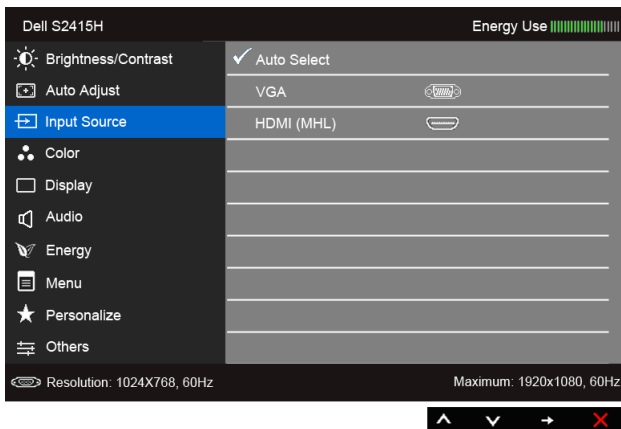 Dell S2415H Energy Use
Brightness/Contrast Auto Select
Auto Adjust VGA
Input Source HDMI (MHL)
Color
Display
Audio
Energy
Menu
Personalize
Others
Resolution: 1024X768, 60Hz Maximum: 1920x1080, 60Hz